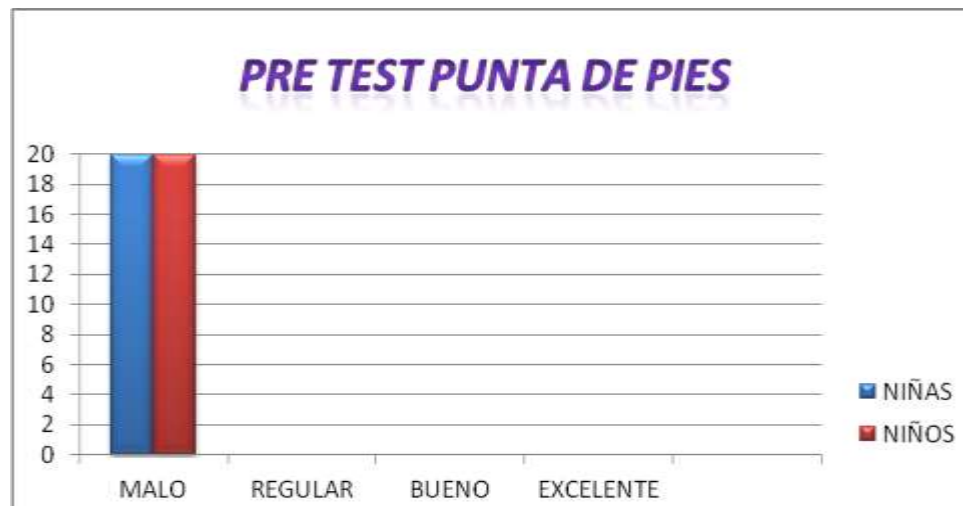 PRE TEST PUNTA DE PIES
20
18
16
14
12
10
8
6
4
2
0
NIÑAS
NIÑOS
MALO REGULAR BUENO EXCELENTE